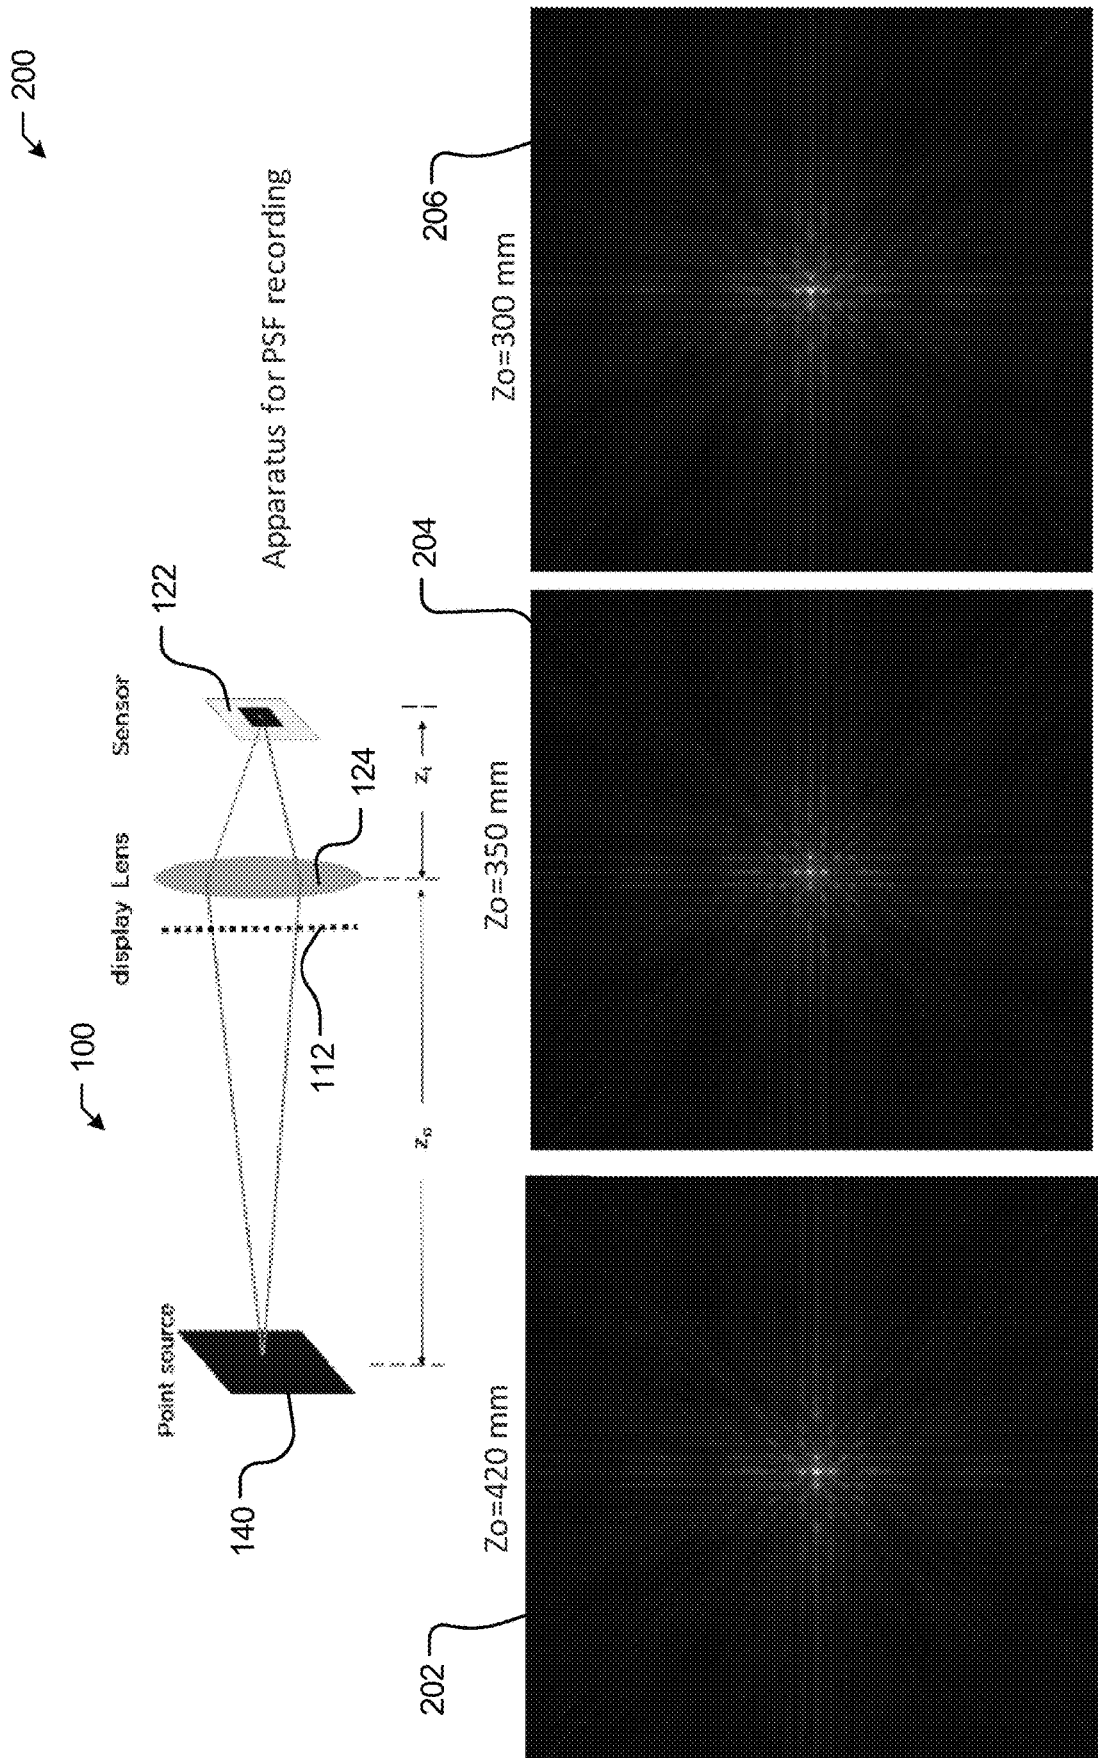 200
100
Point source
display Lens
Sensor
122
140
112
124
Apparatus for PSF recording
zₒ
zᵢ
202
Zo=420 mm
Zo=350 mm
204
Zo=300 mm
206